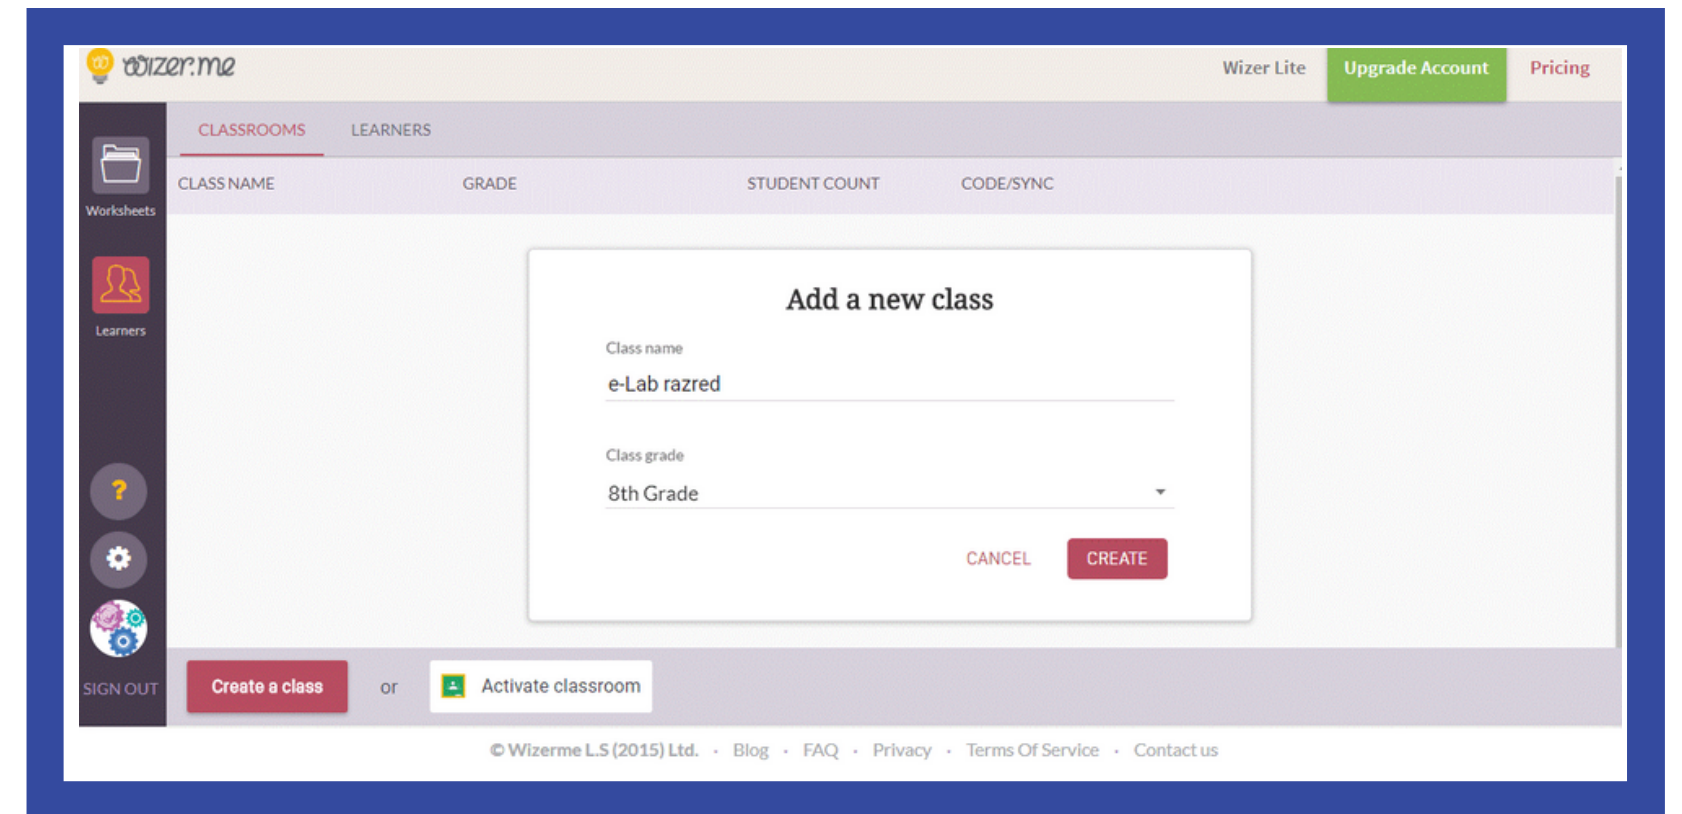 wizer.me
Wizer Lite Upgrade Account Pricing
CLASSROOMS LEARNERS
CLASS NAME GRADE STUDENT COUNT CODE/SYNC
Worksheets
Learners
Add a new class
Class name
e-Lab razred
Class grade
8th Grade
?
CANCEL CREATE
SIGN OUT
Create a class or Activate classroom
© Wizerme L.S (2015) Ltd. · Blog · FAQ · Privacy · Terms Of Service · Contact us